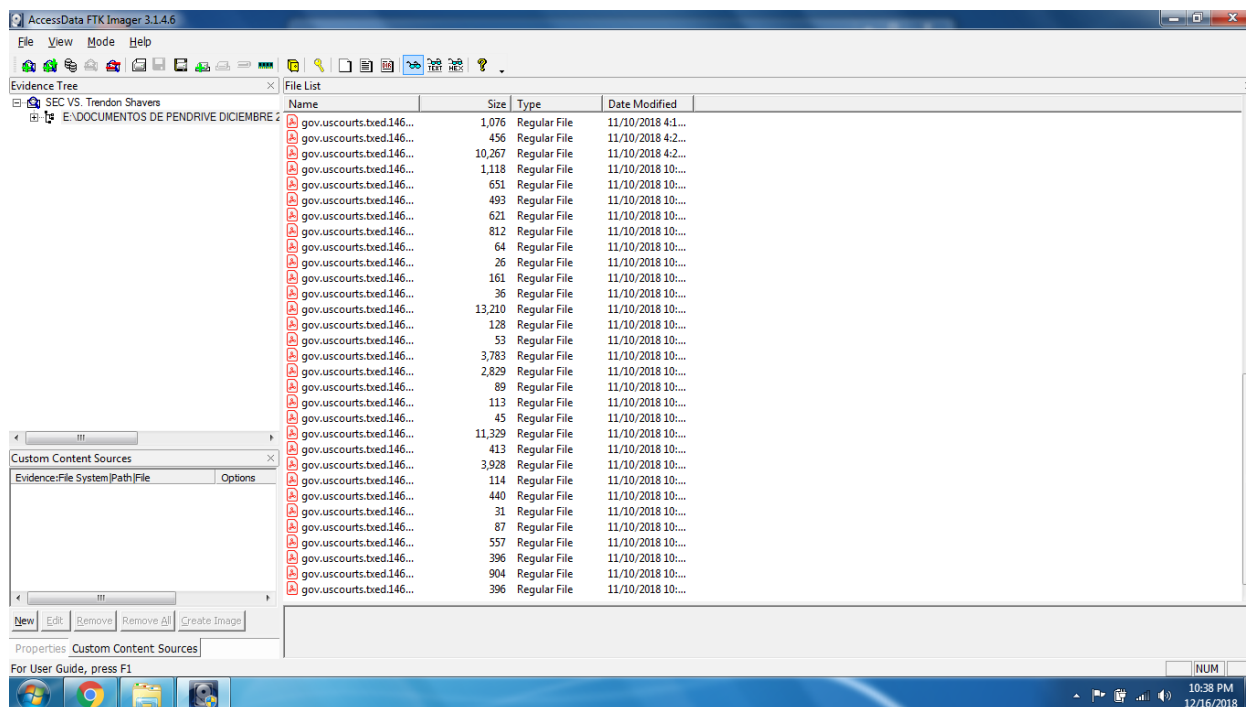 AccessData FTK Imager 3.1.4.6
File View Mode Help
Evidence Tree
SEC VS. Trendon Shavers
E:\DOCUMENTOS DE PENDRIVE DICIEMBRE 2
File List
Name Size Type Date Modified
gov.uscourts.txed.146... 1,076 Regular File 11/10/2018 4:1...
gov.uscourts.txed.146... 456 Regular File 11/10/2018 4:2...
gov.uscourts.txed.146... 10,267 Regular File 11/10/2018 4:2...
gov.uscourts.txed.146... 1,118 Regular File 11/10/2018 10:...
gov.uscourts.txed.146... 651 Regular File 11/10/2018 10:...
gov.uscourts.txed.146... 493 Regular File 11/10/2018 10:...
gov.uscourts.txed.146... 621 Regular File 11/10/2018 10:...
gov.uscourts.txed.146... 812 Regular File 11/10/2018 10:...
gov.uscourts.txed.146... 64 Regular File 11/10/2018 10:...
gov.uscourts.txed.146... 26 Regular File 11/10/2018 10:...
gov.uscourts.txed.146... 161 Regular File 11/10/2018 10:...
gov.uscourts.txed.146... 36 Regular File 11/10/2018 10:...
gov.uscourts.txed.146... 13,210 Regular File 11/10/2018 10:...
gov.uscourts.txed.146... 128 Regular File 11/10/2018 10:...
gov.uscourts.txed.146... 53 Regular File 11/10/2018 10:...
gov.uscourts.txed.146... 3,783 Regular File 11/10/2018 10:...
gov.uscourts.txed.146... 2,829 Regular File 11/10/2018 10:...
gov.uscourts.txed.146... 89 Regular File 11/10/2018 10:...
gov.uscourts.txed.146... 113 Regular File 11/10/2018 10:...
gov.uscourts.txed.146... 45 Regular File 11/10/2018 10:...
gov.uscourts.txed.146... 11,329 Regular File 11/10/2018 10:...
gov.uscourts.txed.146... 413 Regular File 11/10/2018 10:...
gov.uscourts.txed.146... 3,928 Regular File 11/10/2018 10:...
gov.uscourts.txed.146... 114 Regular File 11/10/2018 10:...
gov.uscourts.txed.146... 440 Regular File 11/10/2018 10:...
gov.uscourts.txed.146... 31 Regular File 11/10/2018 10:...
gov.uscourts.txed.146... 87 Regular File 11/10/2018 10:...
gov.uscourts.txed.146... 557 Regular File 11/10/2018 10:...
gov.uscourts.txed.146... 396 Regular File 11/10/2018 10:...
gov.uscourts.txed.146... 904 Regular File 11/10/2018 10:...
gov.uscourts.txed.146... 396 Regular File 11/10/2018 10:...
Custom Content Sources
Evidence:File System|Path|File Options
New Edit Remove Remove All Create Image
Properties Custom Content Sources
For User Guide, press F1
NUM
10:38 PM
12/16/2018